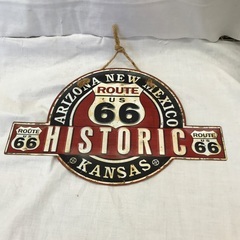 ARIZONA NEW MEXICO
ROUTE
US
66
HISTORIC
ROUTE
66
ROUTE
66
KANSAS